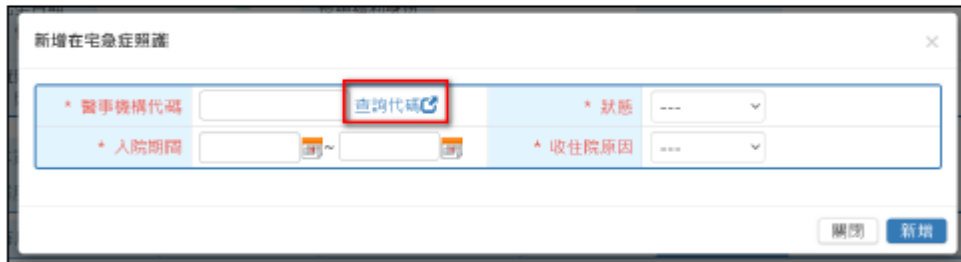 新增在宅急症照護 ×
* 醫事機構代碼 查詢代碼 * 狀態 ---
* 入院期間 ~ * 收住院原因 ---
關閉 新增